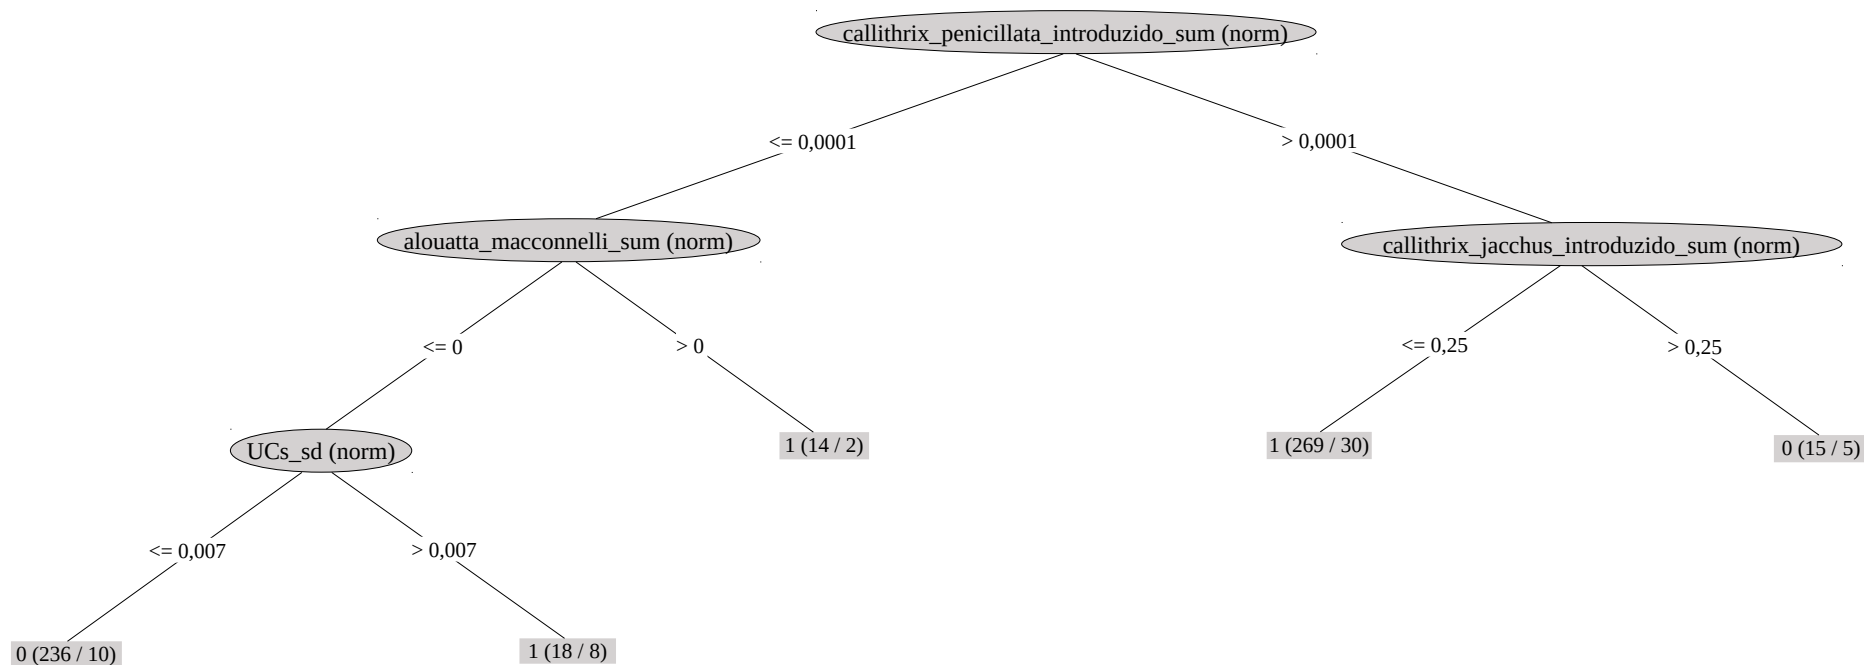 callithrix_penicillata_introduzido_sum (norm)
<= 0,0001
> 0,0001
alouatta_macconnelli_sum (norm)
callithrix_jacchus_introduzido_sum (norm)
<= 0
> 0
<= 0,25
> 0,25
UCs_sd (norm)
1 (14 / 2)
1 (269 / 30)
0 (15 / 5)
<= 0,007
> 0,007
0 (236 / 10)
1 (18 / 8)